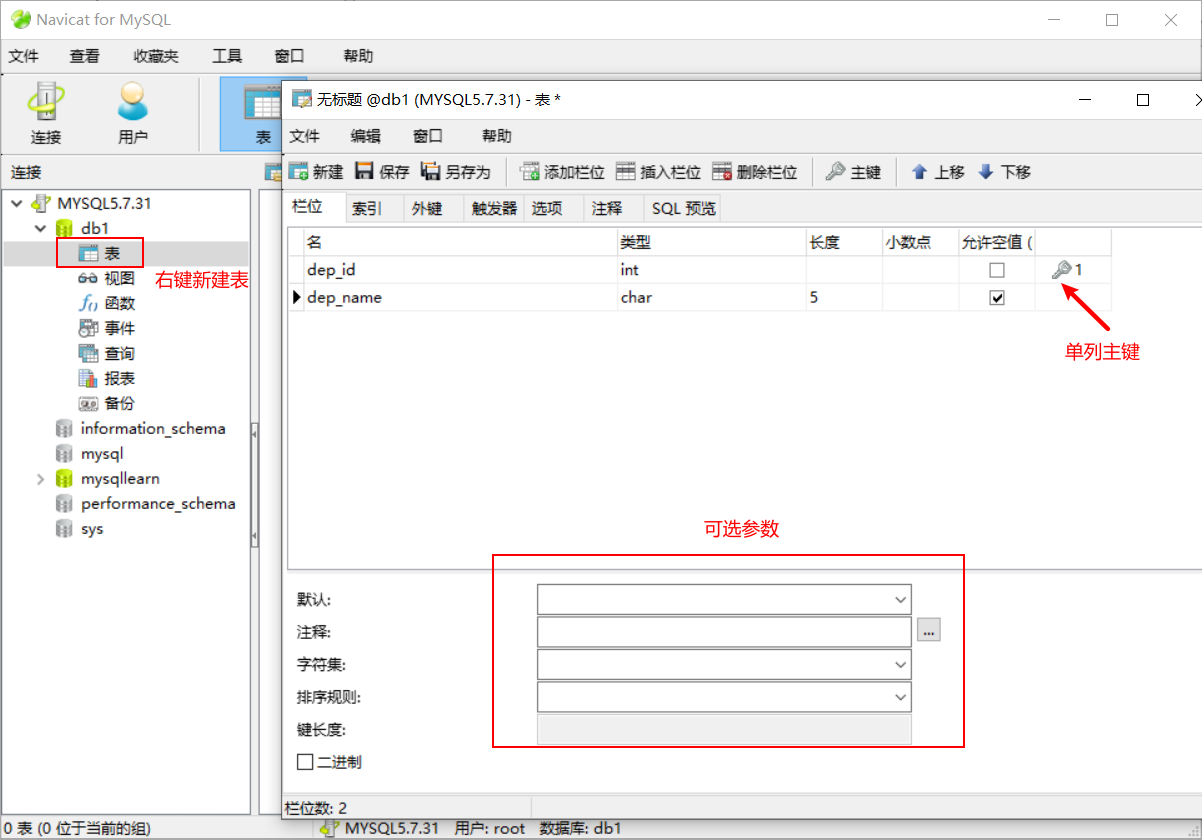 Navicat for MySQL
文件 查看 收藏夹 工具 窗口 帮助
连接 用户 表
连接
MYSQL5.7.31
db1
表
右键新建表
视图
函数
事件
查询
报表
备份
information_schema
mysql
mysqllearn
performance_schema
sys
无标题 @db1 (MYSQL5.7.31) - 表 *
文件 编辑 窗口 帮助
新建 保存 另存为 添加栏位 插入栏位 删除栏位 主键 上移 下移
栏位 索引 外键 触发器 选项 注释 SQL 预览
名 类型 长度 小数点 允许空值 (
dep_id int 1
dep_name char 5
单列主键
可选参数
默认:
注释: ...
字符集:
排序规则:
键长度:
二进制
栏位数: 2
0 表 (0 位于当前的组) MYSQL5.7.31 用户: root 数据库: db1